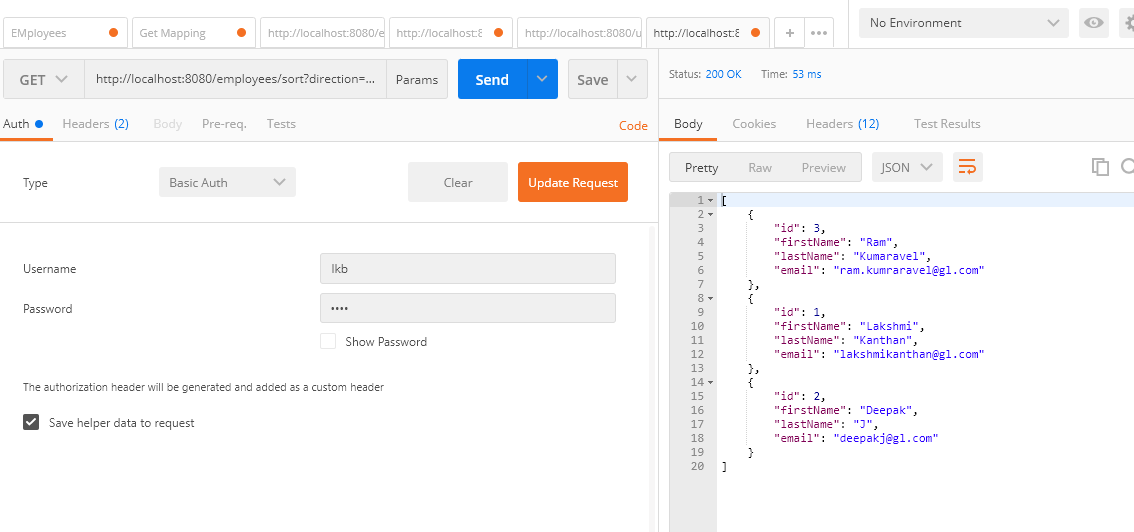 EMployees
Get Mapping
http://localhost:8080/e
http://localhost:8
http://localhost:8080/u
http://localhost:8
+
•••
No Environment
GET
http://localhost:8080/employees/sort?direction=...
Params
Send
Save
Status: 200 OK
Time: 53 ms
Auth
Headers (2)
Body
Pre-req.
Tests
Code
Body
Cookies
Headers (12)
Test Results
Type
Basic Auth
Clear
Update Request
Pretty
Raw
Preview
JSON
Username
lkb
Password
••••
Show Password
The authorization header will be generated and added as a custom header
Save helper data to request
1 [
2 {
3 "id": 3,
4 "firstName": "Ram",
5 "lastName": "Kumaravel",
6 "email": "ram.kumraravel@gl.com"
7 },
8 {
9 "id": 1,
10 "firstName": "Lakshmi",
11 "lastName": "Kanthan",
12 "email": "lakshmikanthan@gl.com"
13 },
14 {
15 "id": 2,
16 "firstName": "Deepak",
17 "lastName": "J",
18 "email": "deepakj@gl.com"
19 }
20 ]